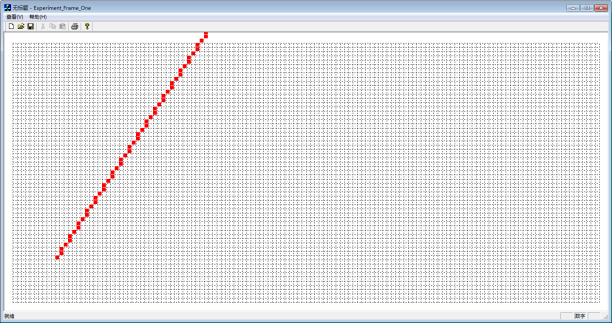 无标题 - Experiment_Frame_One
查看(V) 帮助(H)
就绪
数字